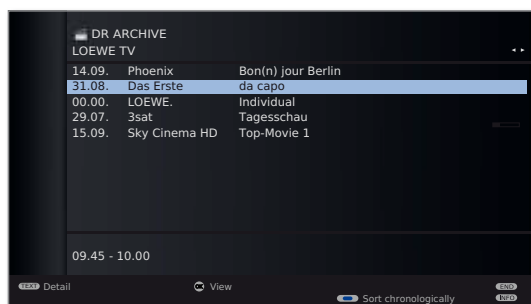 DR ARCHIVE
LOEWE TV
14.09. Phoenix Bon(n) jour Berlin
31.08. Das Erste da capo
00.00. LOEWE. Individual
29.07. 3sat Tagesschau
15.09. Sky Cinema HD Top-Movie 1
09.45 - 10.00
TEXT Detail OK View END
Sort chronologically INFO